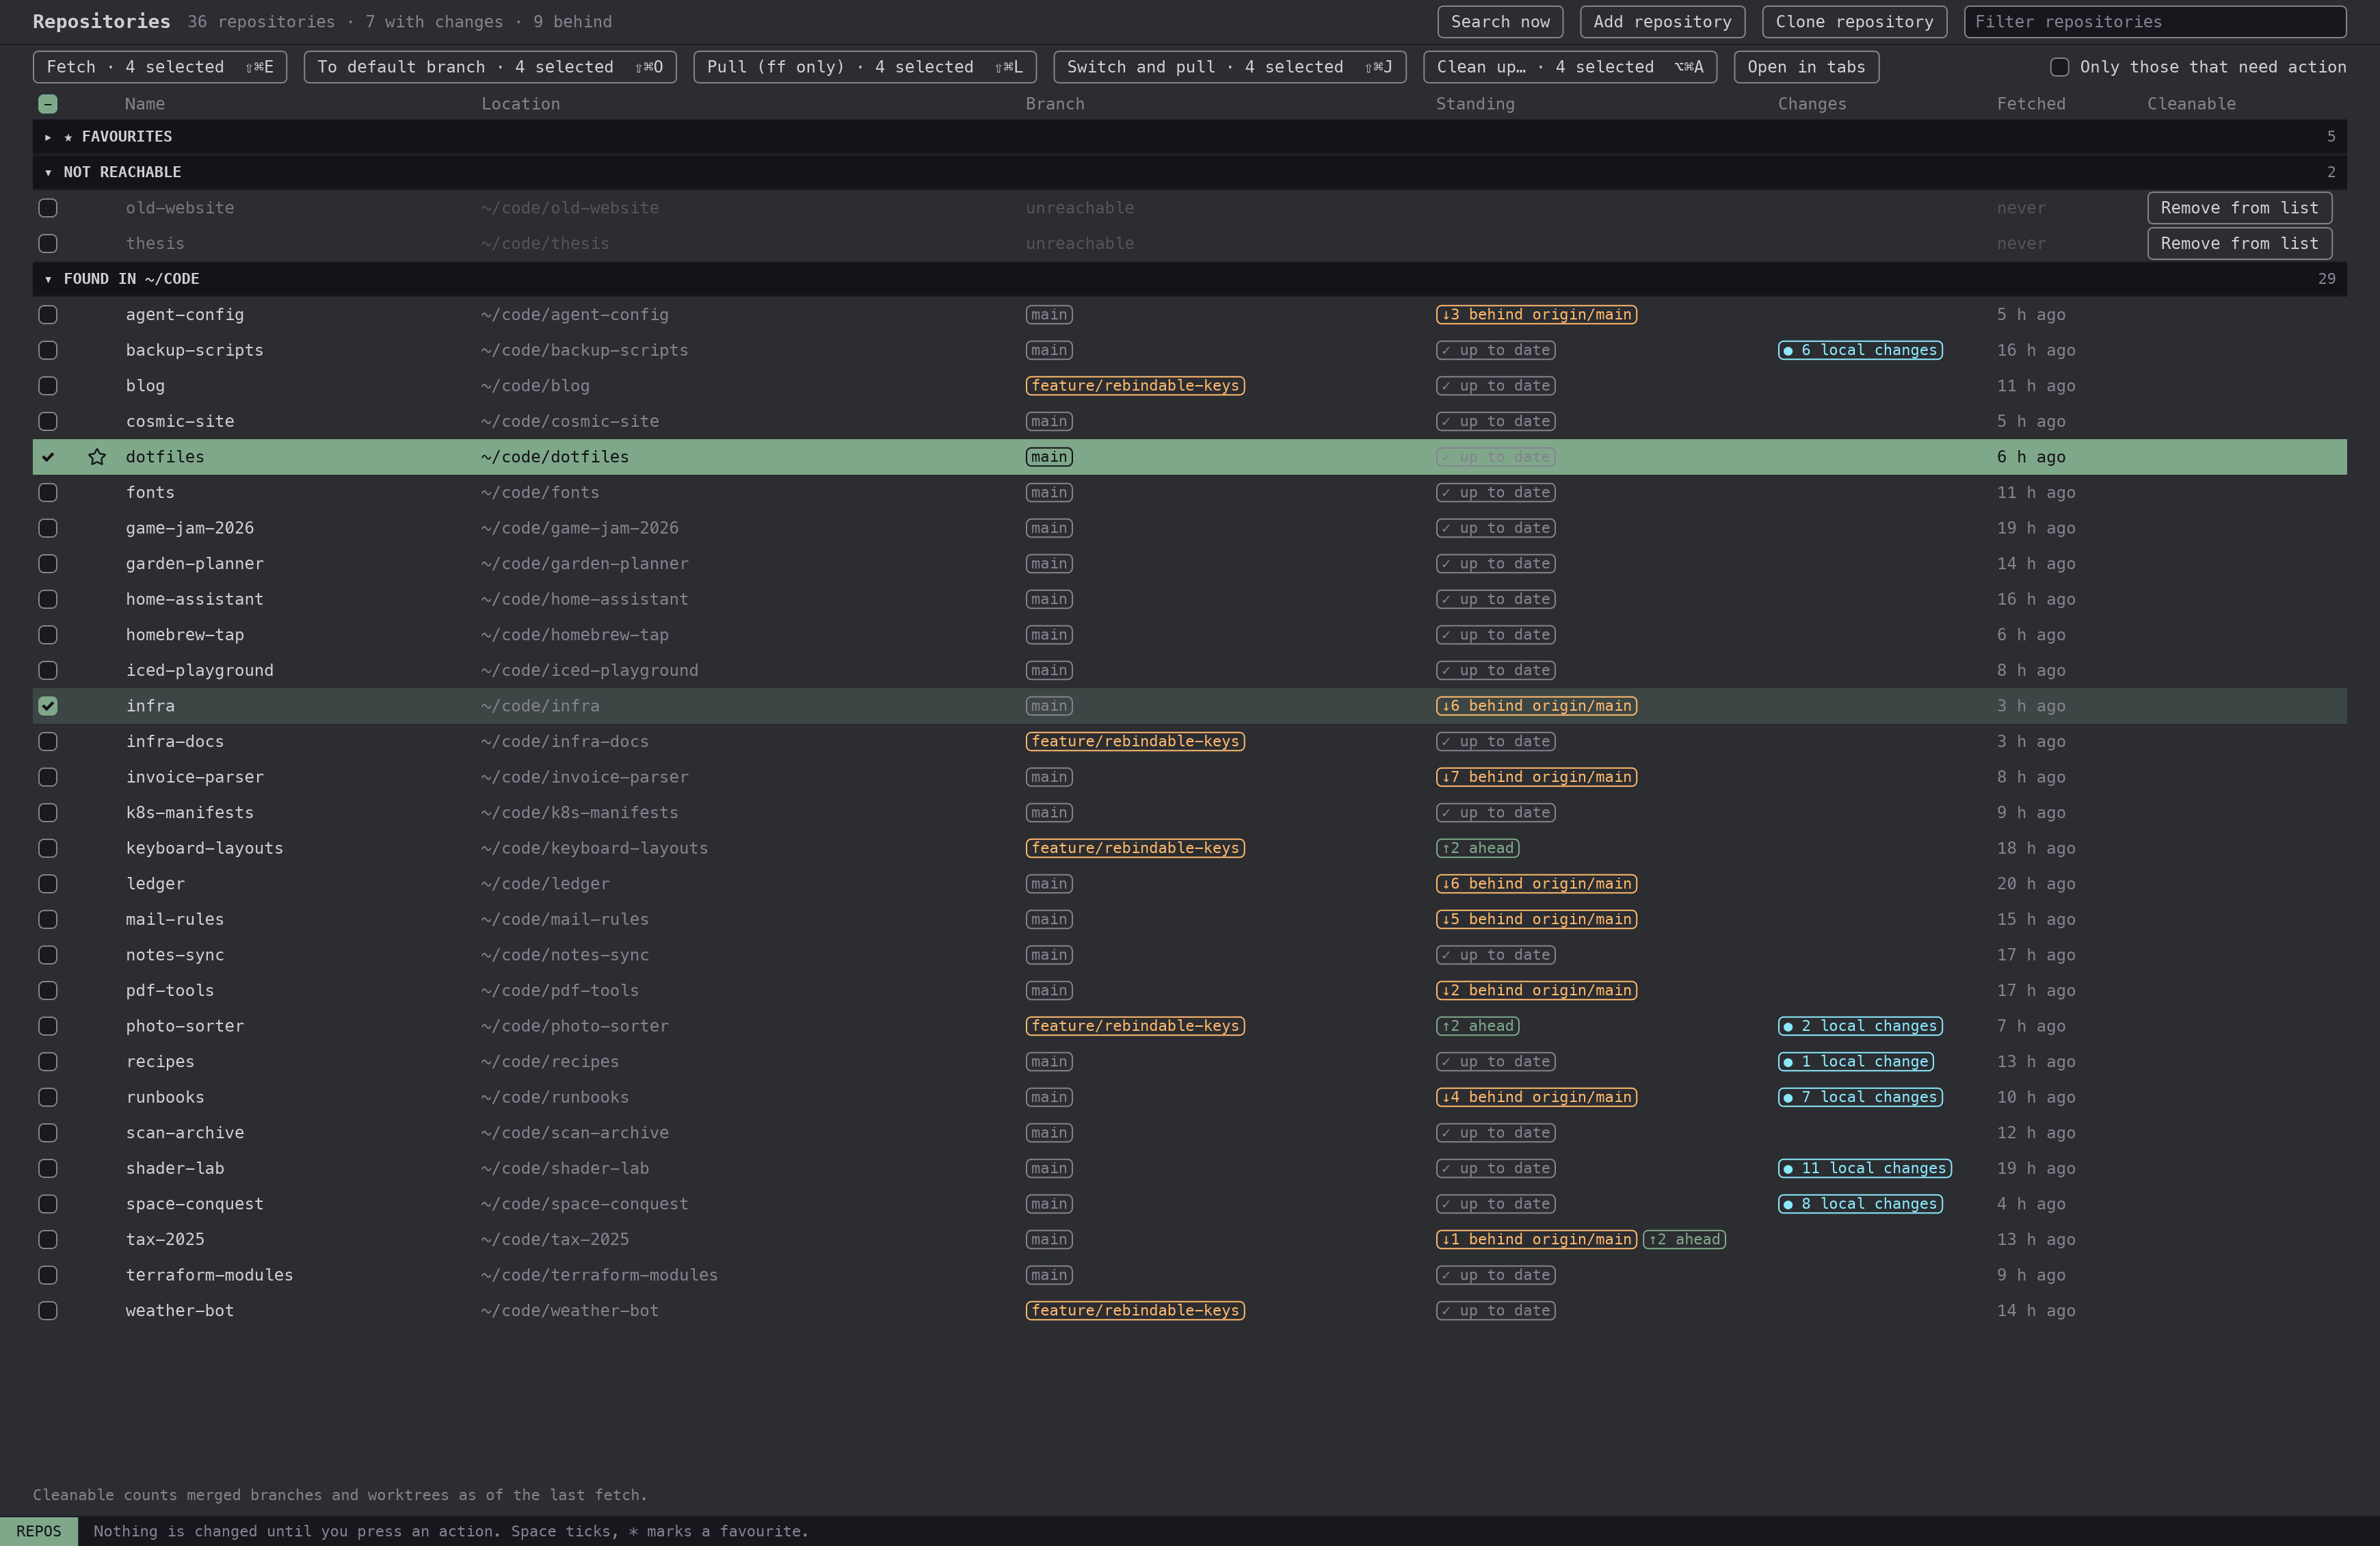 Repositories 36 repositories · 7 with changes · 9 behind Search now Add repository Clone repository Filter repositories
Fetch · 4 selected ⇧⌘E To default branch · 4 selected ⇧⌘O Pull (ff only) · 4 selected ⇧⌘L Switch and pull · 4 selected ⇧⌘J Clean up… · 4 selected ⌥⌘A Open in tabs Only those that need action
Name Location Branch Standing Changes Fetched Cleanable
▸ ★ FAVOURITES 5
▾ NOT REACHABLE 2
old-website ~/code/old-website unreachable never Remove from list
thesis ~/code/thesis unreachable never Remove from list
▾ FOUND IN ~/CODE 29
agent-config ~/code/agent-config main ↓3 behind origin/main 5 h ago
backup-scripts ~/code/backup-scripts main ✓ up to date ● 6 local changes 16 h ago
blog ~/code/blog feature/rebindable-keys ✓ up to date 11 h ago
cosmic-site ~/code/cosmic-site main ✓ up to date 5 h ago
dotfiles ~/code/dotfiles main ✓ up to date 6 h ago
fonts ~/code/fonts main ✓ up to date 11 h ago
game-jam-2026 ~/code/game-jam-2026 main ✓ up to date 19 h ago
garden-planner ~/code/garden-planner main ✓ up to date 14 h ago
home-assistant ~/code/home-assistant main ✓ up to date 16 h ago
homebrew-tap ~/code/homebrew-tap main ✓ up to date 6 h ago
iced-playground ~/code/iced-playground main ✓ up to date 8 h ago
infra ~/code/infra main ↓6 behind origin/main 3 h ago
infra-docs ~/code/infra-docs feature/rebindable-keys ✓ up to date 3 h ago
invoice-parser ~/code/invoice-parser main ↓7 behind origin/main 8 h ago
k8s-manifests ~/code/k8s-manifests main ✓ up to date 9 h ago
keyboard-layouts ~/code/keyboard-layouts feature/rebindable-keys ↑2 ahead 18 h ago
ledger ~/code/ledger main ↓6 behind origin/main 20 h ago
mail-rules ~/code/mail-rules main ↓5 behind origin/main 15 h ago
notes-sync ~/code/notes-sync main ✓ up to date 17 h ago
pdf-tools ~/code/pdf-tools main ↓2 behind origin/main 17 h ago
photo-sorter ~/code/photo-sorter feature/rebindable-keys ↑2 ahead ● 2 local changes 7 h ago
recipes ~/code/recipes main ✓ up to date ● 1 local change 13 h ago
runbooks ~/code/runbooks main ↓4 behind origin/main ● 7 local changes 10 h ago
scan-archive ~/code/scan-archive main ✓ up to date 12 h ago
shader-lab ~/code/shader-lab main ✓ up to date ● 11 local changes 19 h ago
space-conquest ~/code/space-conquest main ✓ up to date ● 8 local changes 4 h ago
tax-2025 ~/code/tax-2025 main ↓1 behind origin/main ↑2 ahead 13 h ago
terraform-modules ~/code/terraform-modules main ✓ up to date 9 h ago
weather-bot ~/code/weather-bot feature/rebindable-keys ✓ up to date 14 h ago
Cleanable counts merged branches and worktrees as of the last fetch.
REPOS Nothing is changed until you press an action. Space ticks, * marks a favourite.